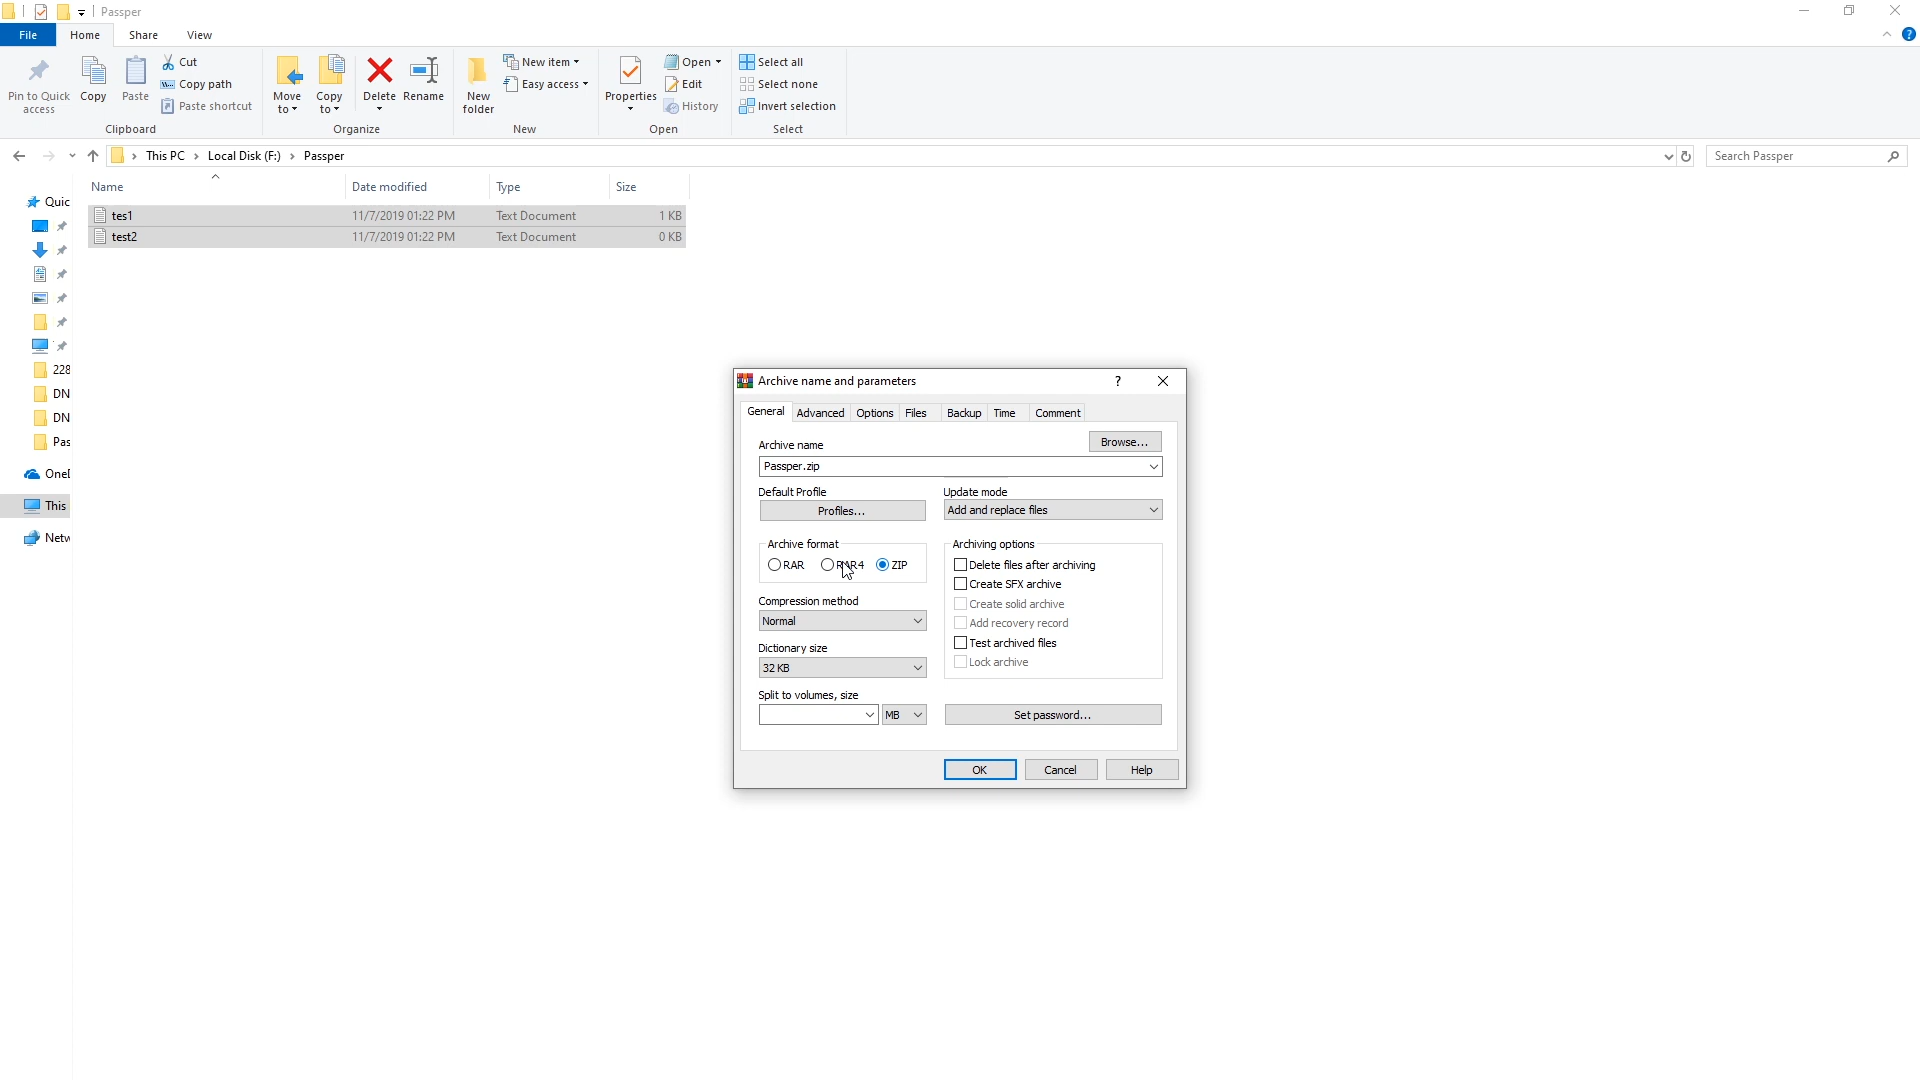 Passper
File Home Share View
Pin to Quick access
Copy
Paste
Cut
Copy path
Paste shortcut
Clipboard
Move to
Copy to
Delete
Rename
Organize
New folder
New item
Easy access
New
Properties
Open
Edit
History
Open
Select all
Select none
Invert selection
Select
This PC Local Disk (F:) Passper
Search Passper
Name Date modified Type Size
tes1 11/7/2019 01:22 PM Text Document 1 KB
test2 11/7/2019 01:22 PM Text Document 0 KB
Quic
228
DN
DN
Pas
OneD
This
Netw
Archive name and parameters ?
General Advanced Options Files Backup Time Comment
Archive name
Browse...
Passper.zip
Default Profile
Profiles...
Update mode
Add and replace files
Archive format
RAR RAR4 ZIP
Compression method
Normal
Dictionary size
32 KB
Split to volumes, size
MB
Archiving options
Delete files after archiving
Create SFX archive
Create solid archive
Add recovery record
Test archived files
Lock archive
Set password...
OK Cancel Help